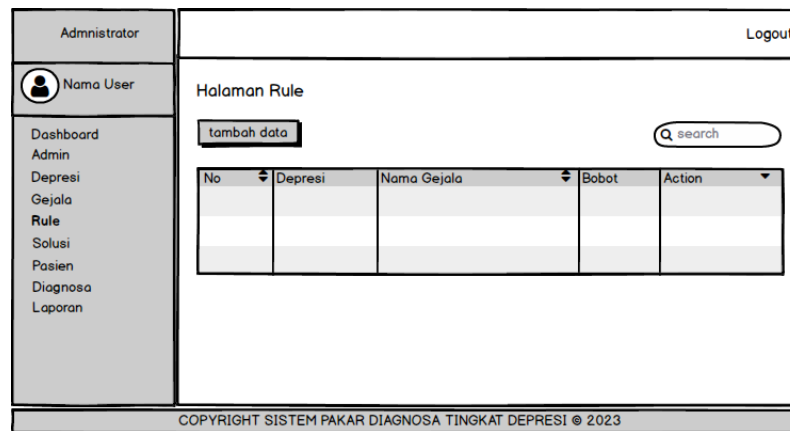 Admnistrator
Logout
Nama User
Halaman Rule
tambah data
search
Dashboard
Admin
Depresi
Gejala
Rule
Solusi
Pasien
Diagnosa
Laporan
No Depresi Nama Gejala Bobot Action
COPYRIGHT SISTEM PAKAR DIAGNOSA TINGKAT DEPRESI © 2023